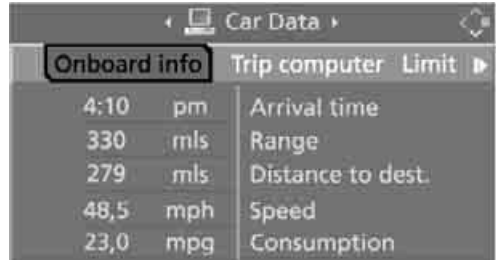 Car Data
Onboard info Trip computer Limit
4:10 pm Arrival time
330 mls Range
279 mls Distance to dest.
48,5 mph Speed
23,0 mpg Consumption